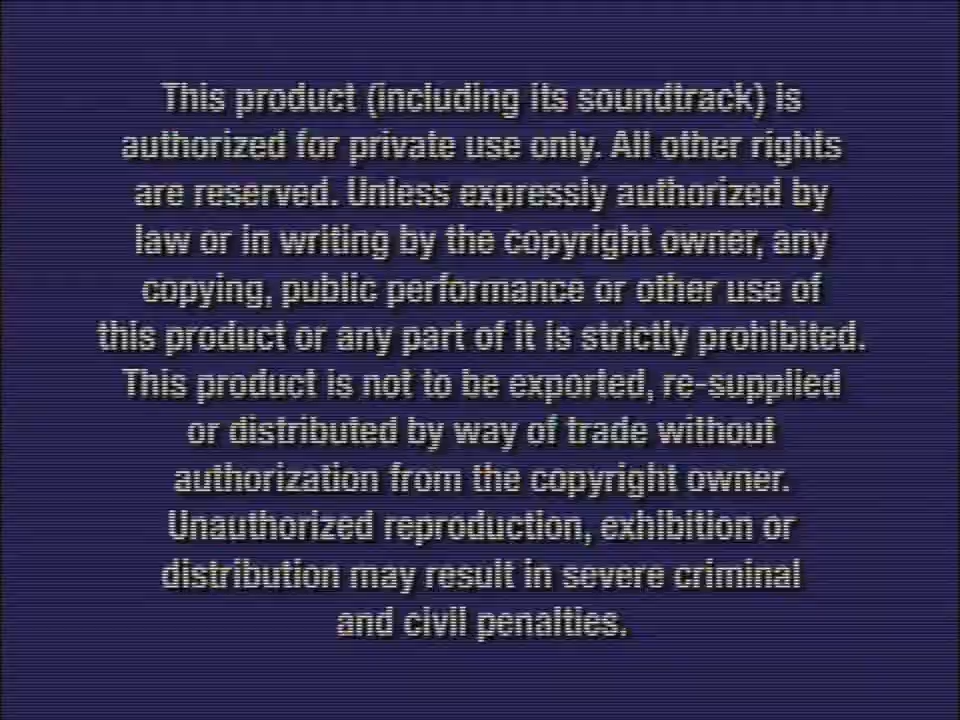 This product (including its soundtrack) is
authorized for private use only. All other rights
are reserved. Unless expressly authorized by
law or in writing by the copyright owner, any
copying, public performance or other use of
this product or any part of it is strictly prohibited.
This product is not to be exported, re-supplied
or distributed by way of trade without
authorization from the copyright owner.
Unauthorized reproduction, exhibition or
distribution may result in severe criminal
and civil penalties.